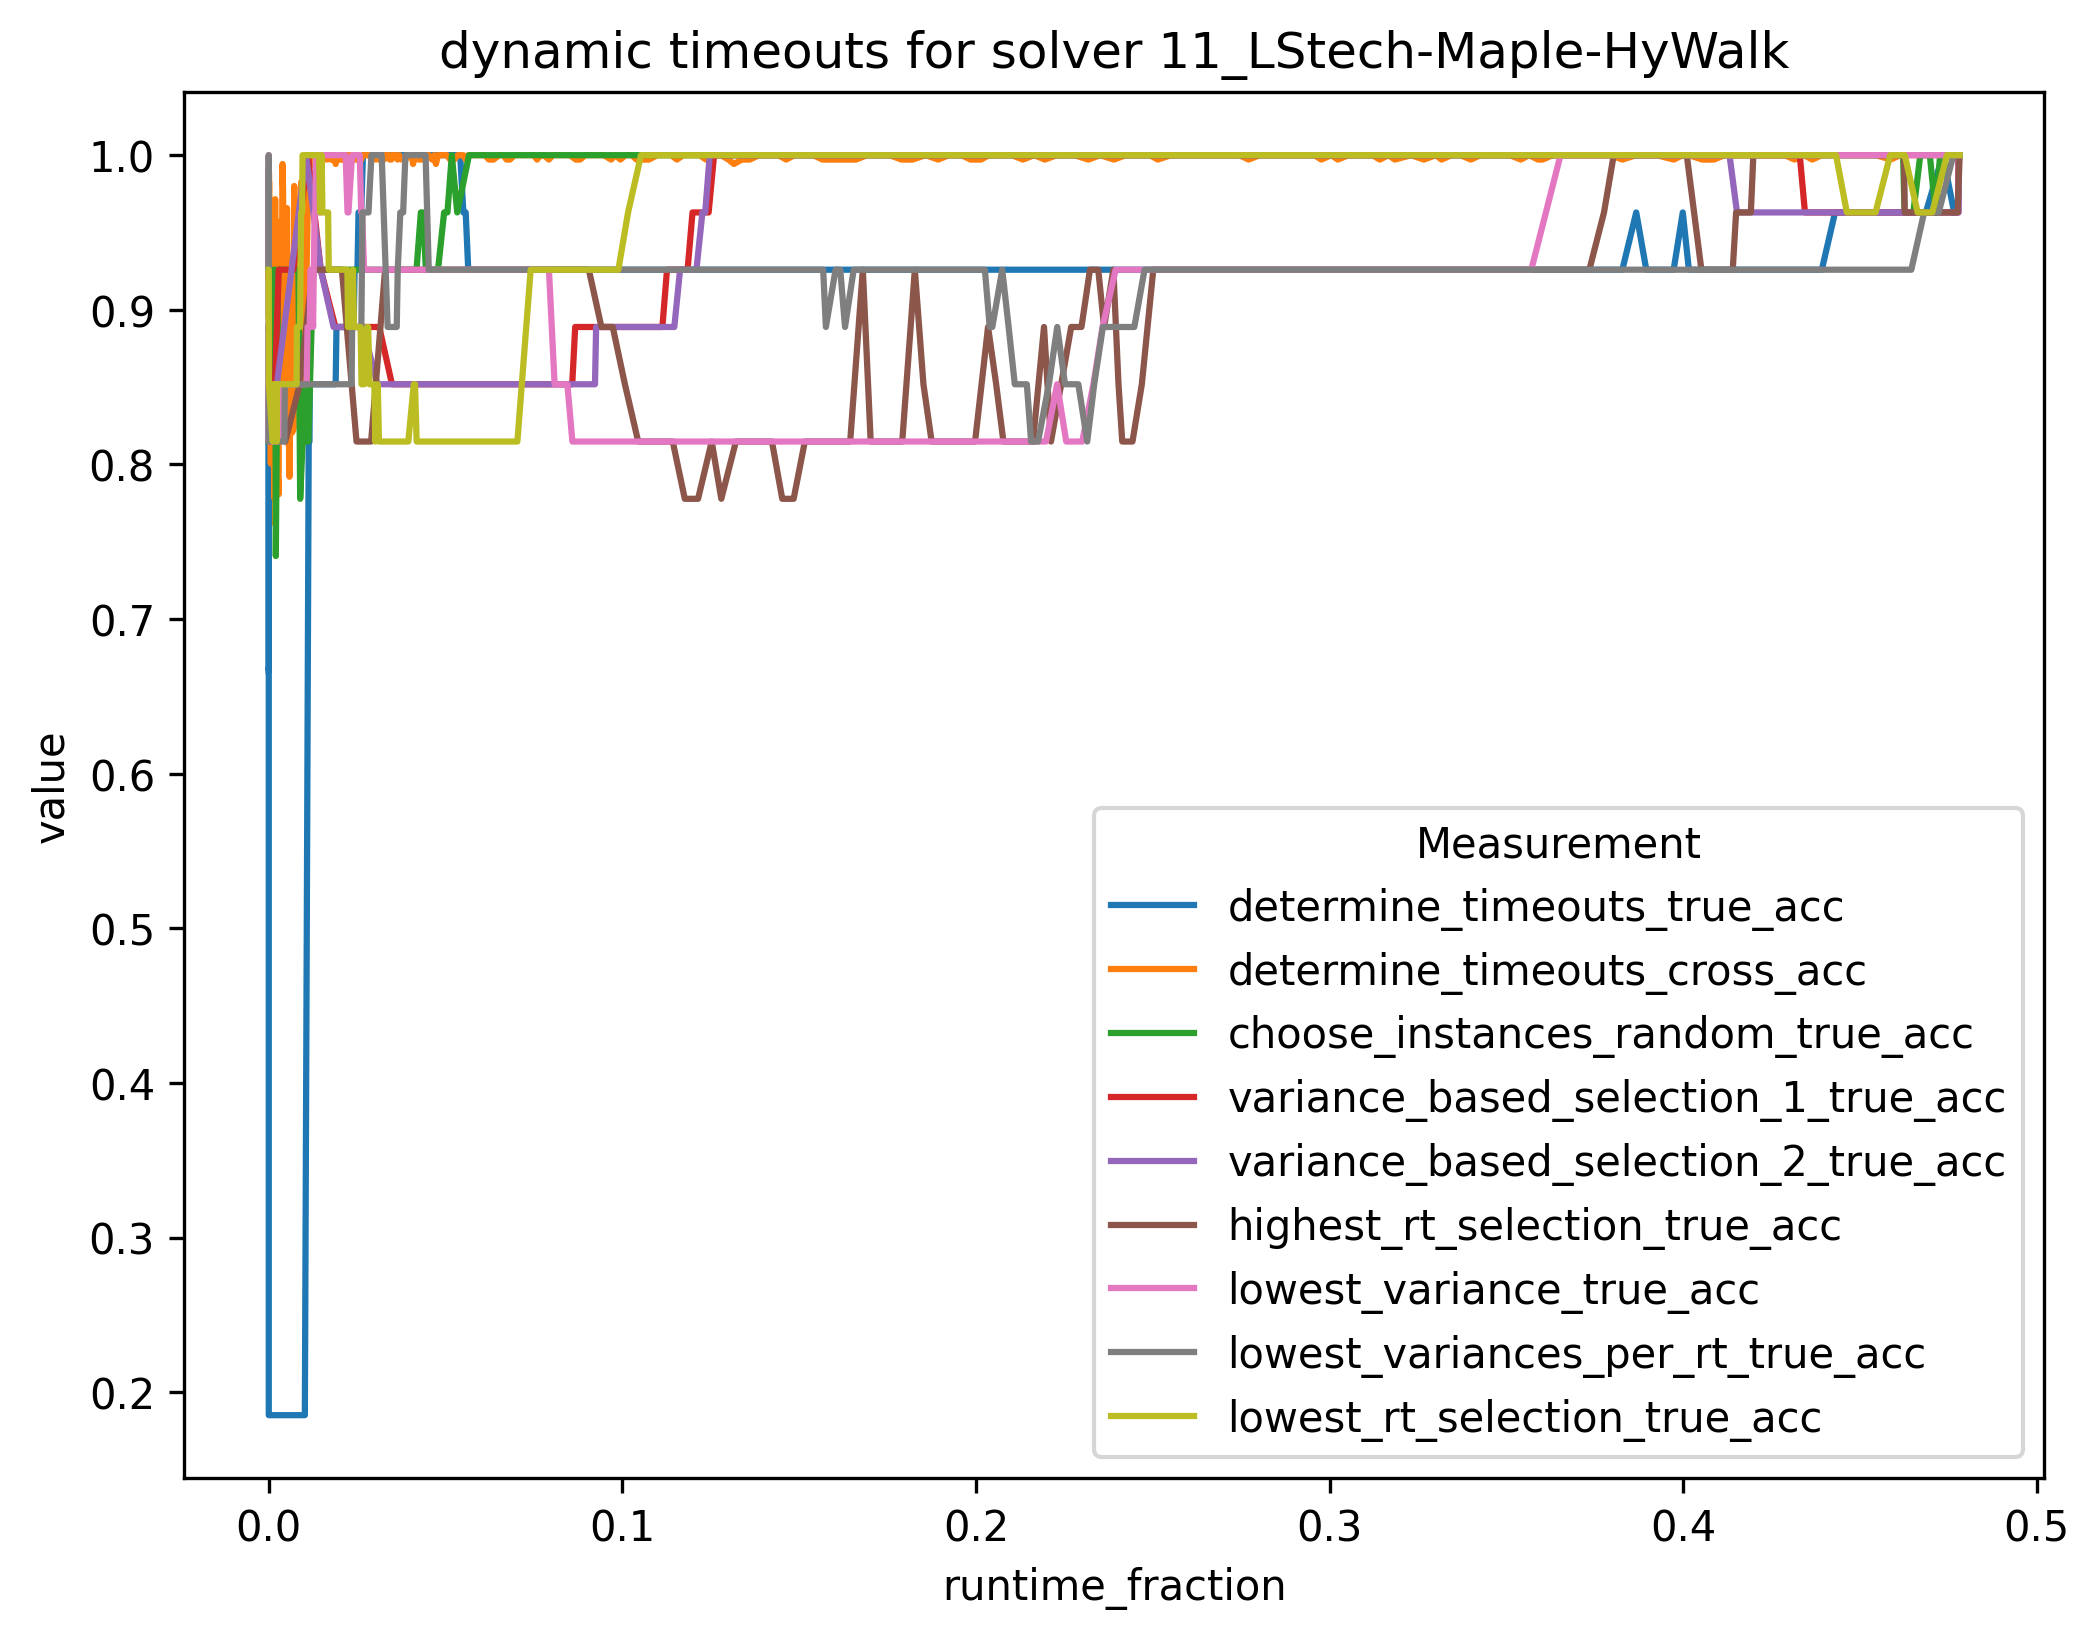 dynamic timeouts for solver 11_LStech-Maple-HyWalk
1.0
0.9
0.8
0.7
0.6
0.5
0.4
0.3
0.2
value
Measurement
determine_timeouts_true_acc
determine_timeouts_cross_acc
choose_instances_random_true_acc
variance_based_selection_1_true_acc
variance_based_selection_2_true_acc
highest_rt_selection_true_acc
lowest_variance_true_acc
lowest_variances_per_rt_true_acc
lowest_rt_selection_true_acc
0.0 0.1 0.2 0.3 0.4 0.5
runtime_fraction